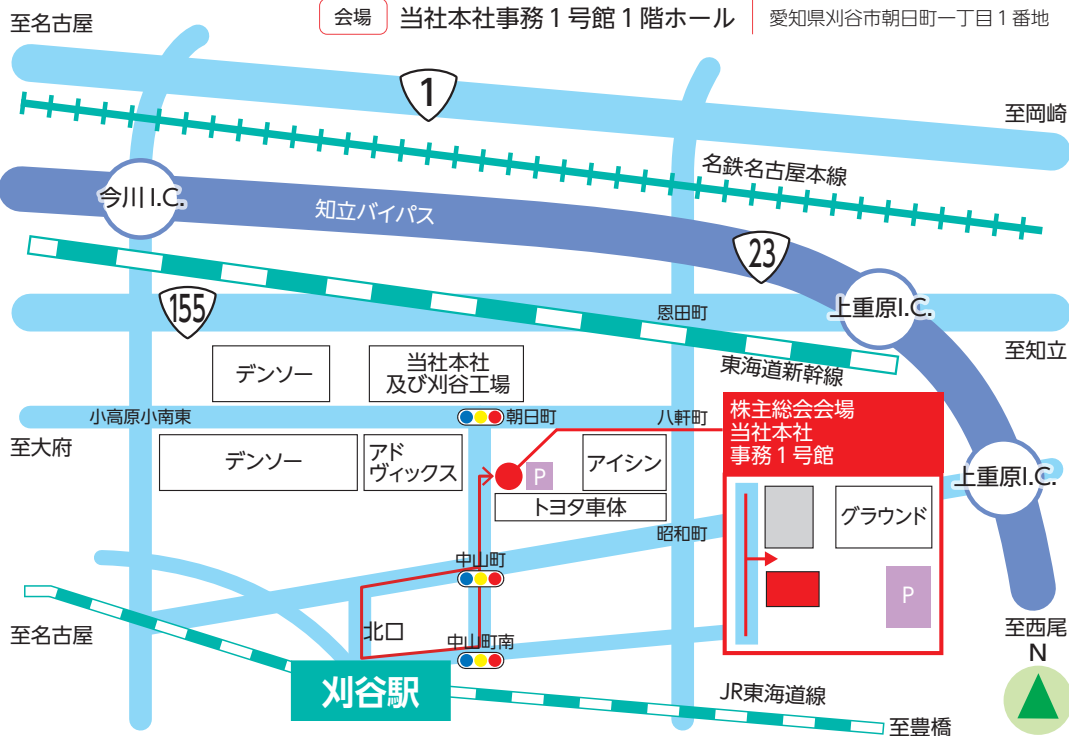 会場 当社本社事務1号館1階ホール 愛知県刈谷市朝日町一丁目1番地
至名古屋
1
至岡崎
名鉄名古屋本線
今川I.C.
知立バイパス
23
155
恩田町
上重原I.C.
至知立
東海道新幹線
デンソー
当社本社
及び刈谷工場
小高原小南東
朝日町
八軒町
株主総会会場
当社本社
事務1号館
至大府
デンソー
アド
ヴィックス
P
アイシン
上重原I.C.
トヨタ車体
グラウンド
昭和町
中山町
P
至名古屋
北口
中山町南
至西尾
N
刈谷駅
JR東海道線
至豊橋